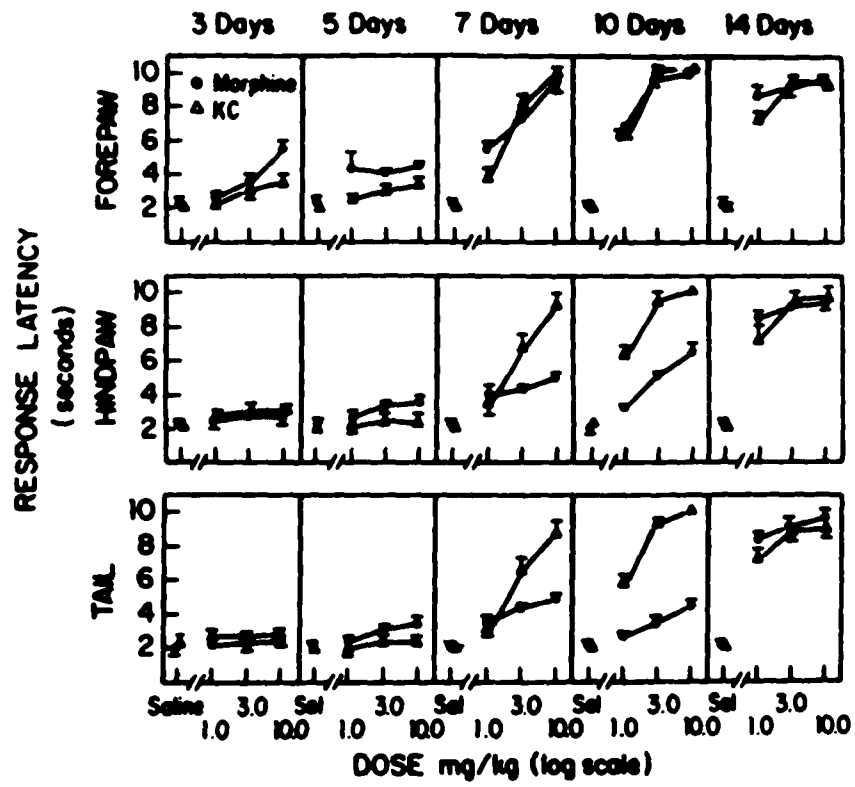 3 Days 5 Days 7 Days 10 Days 14 Days
FOREPAW
10
8
6
4
2
Morphine
KC
RESPONSE LATENCY
(seconds)
HINDPAW
10
8
6
4
2
TAIL
10
8
6
4
2
Saline 3.0 Sal 3.0 Sal 3.0 Sal 3.0 Sal 3.0
1.0 10.0 1.0 10.0 1.0 10.0 1.0 10.0 1.0 10.0
DOSE mg/kg (log scale)